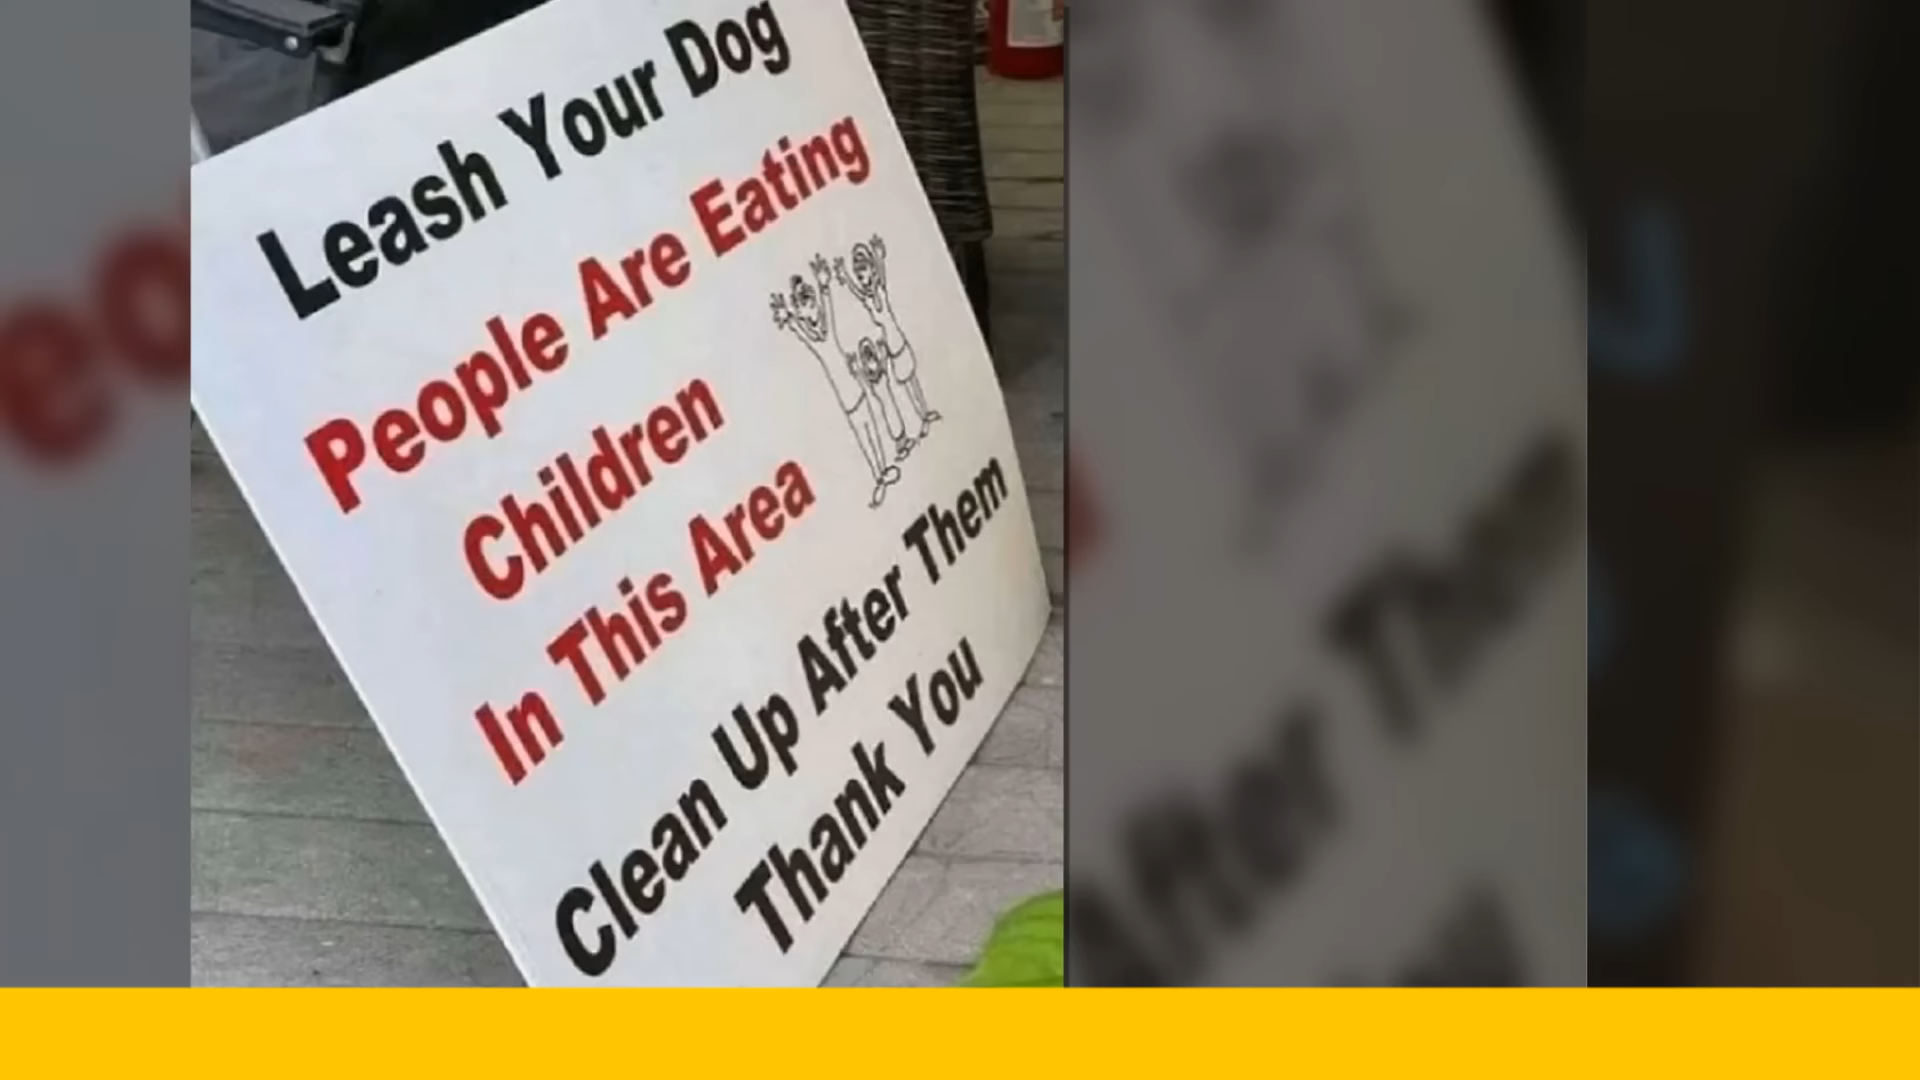 Leash Your Dog
People Are Eating
Children
In This Area
Clean Up After Them
Thank You